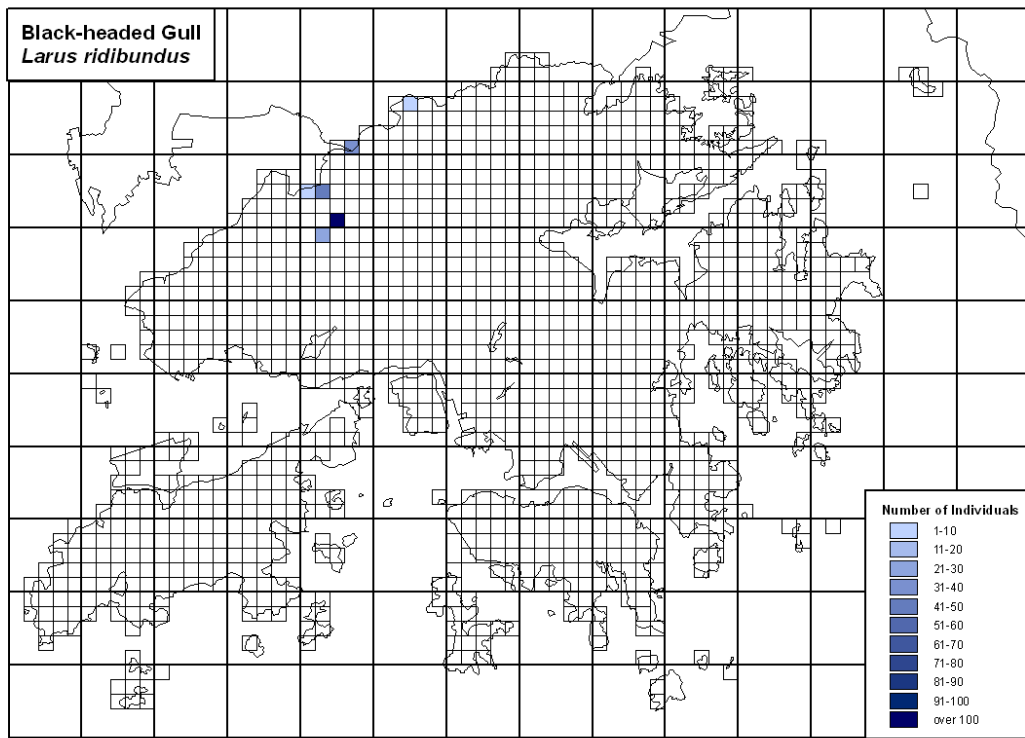 Black-headed Gull
Larus ridibundus
Number of Individuals
1-10
11-20
21-30
31-40
41-50
51-60
61-70
71-80
81-90
91-100
over 100